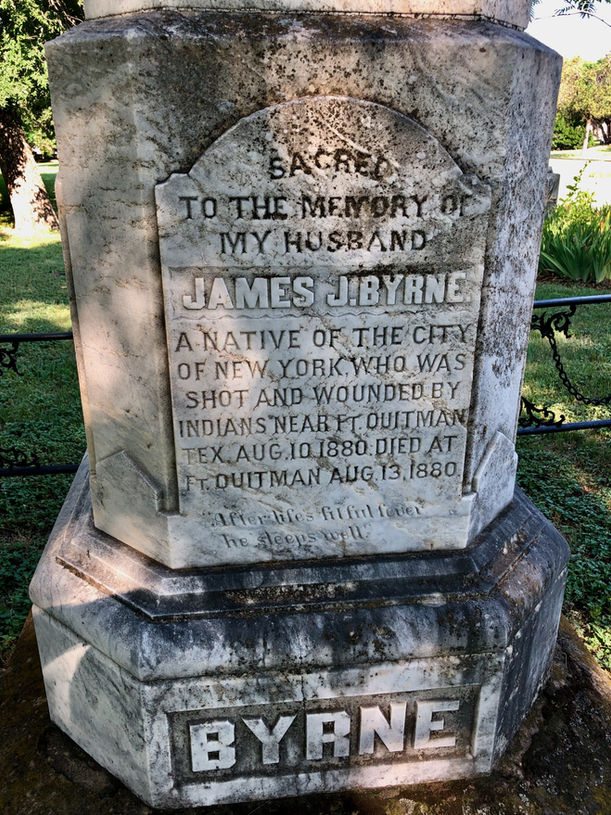 SACRED
TO THE MEMORY OF
MY HUSBAND
JAMES J. BYRNE.
A NATIVE OF THE CITY
OF NEW YORK WHO WAS
SHOT AND WOUNDED BY
INDIANS NEAR FT. QUITMAN
TEX. AUG. 10. 1880. DIED AT
FT. QUITMAN AUG. 13. 1880.
"After life's fitful fever
he sleeps well."
BYRNE